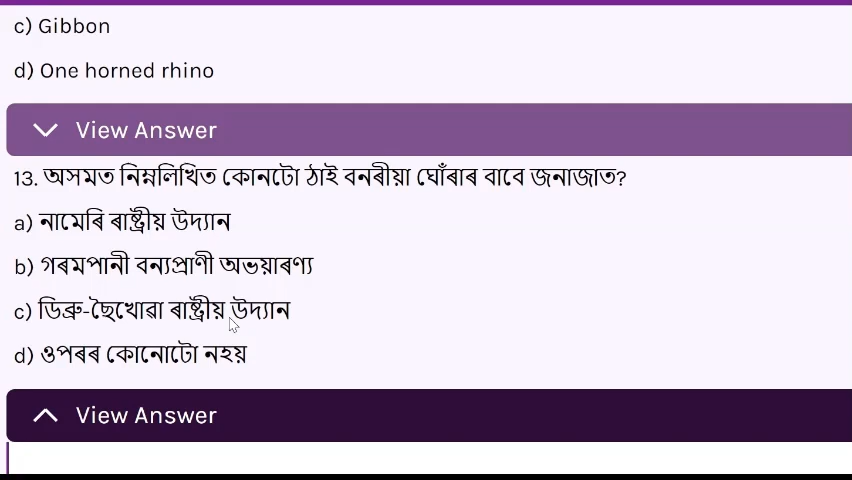 c) Gibbon
d) One horned rhino
View Answer
13. অসমত নিম্নলিখিত কোনটো ঠাই বনৰীয়া ঘোঁৰাৰ বাবে জনাজাত?
a) নামেৰি ৰাষ্ট্ৰীয় উদ্যান
b) গৰমপানী বন্যপ্ৰাণী অভয়াৰণ্য
c) ডিব্ৰু-ছৈখোৱা ৰাষ্ট্ৰীয় উদ্যান
d) ওপৰৰ কোনোটো নহয়
View Answer